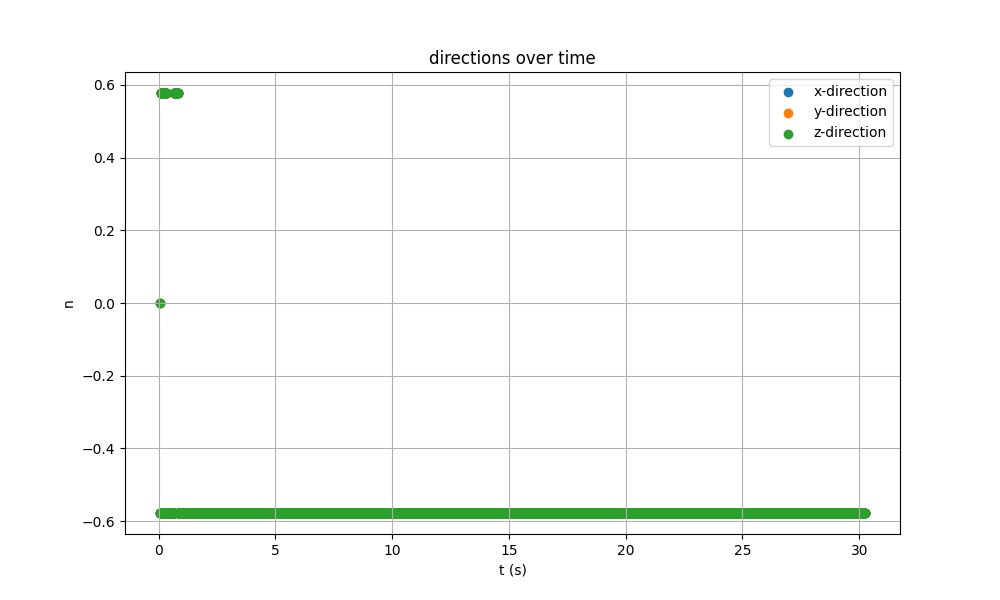 directions over time
0.6
0.4
0.2
0.0
−0.2
−0.4
−0.6
n
x-direction
y-direction
z-direction
0 5 10 15 20 25 30
t (s)